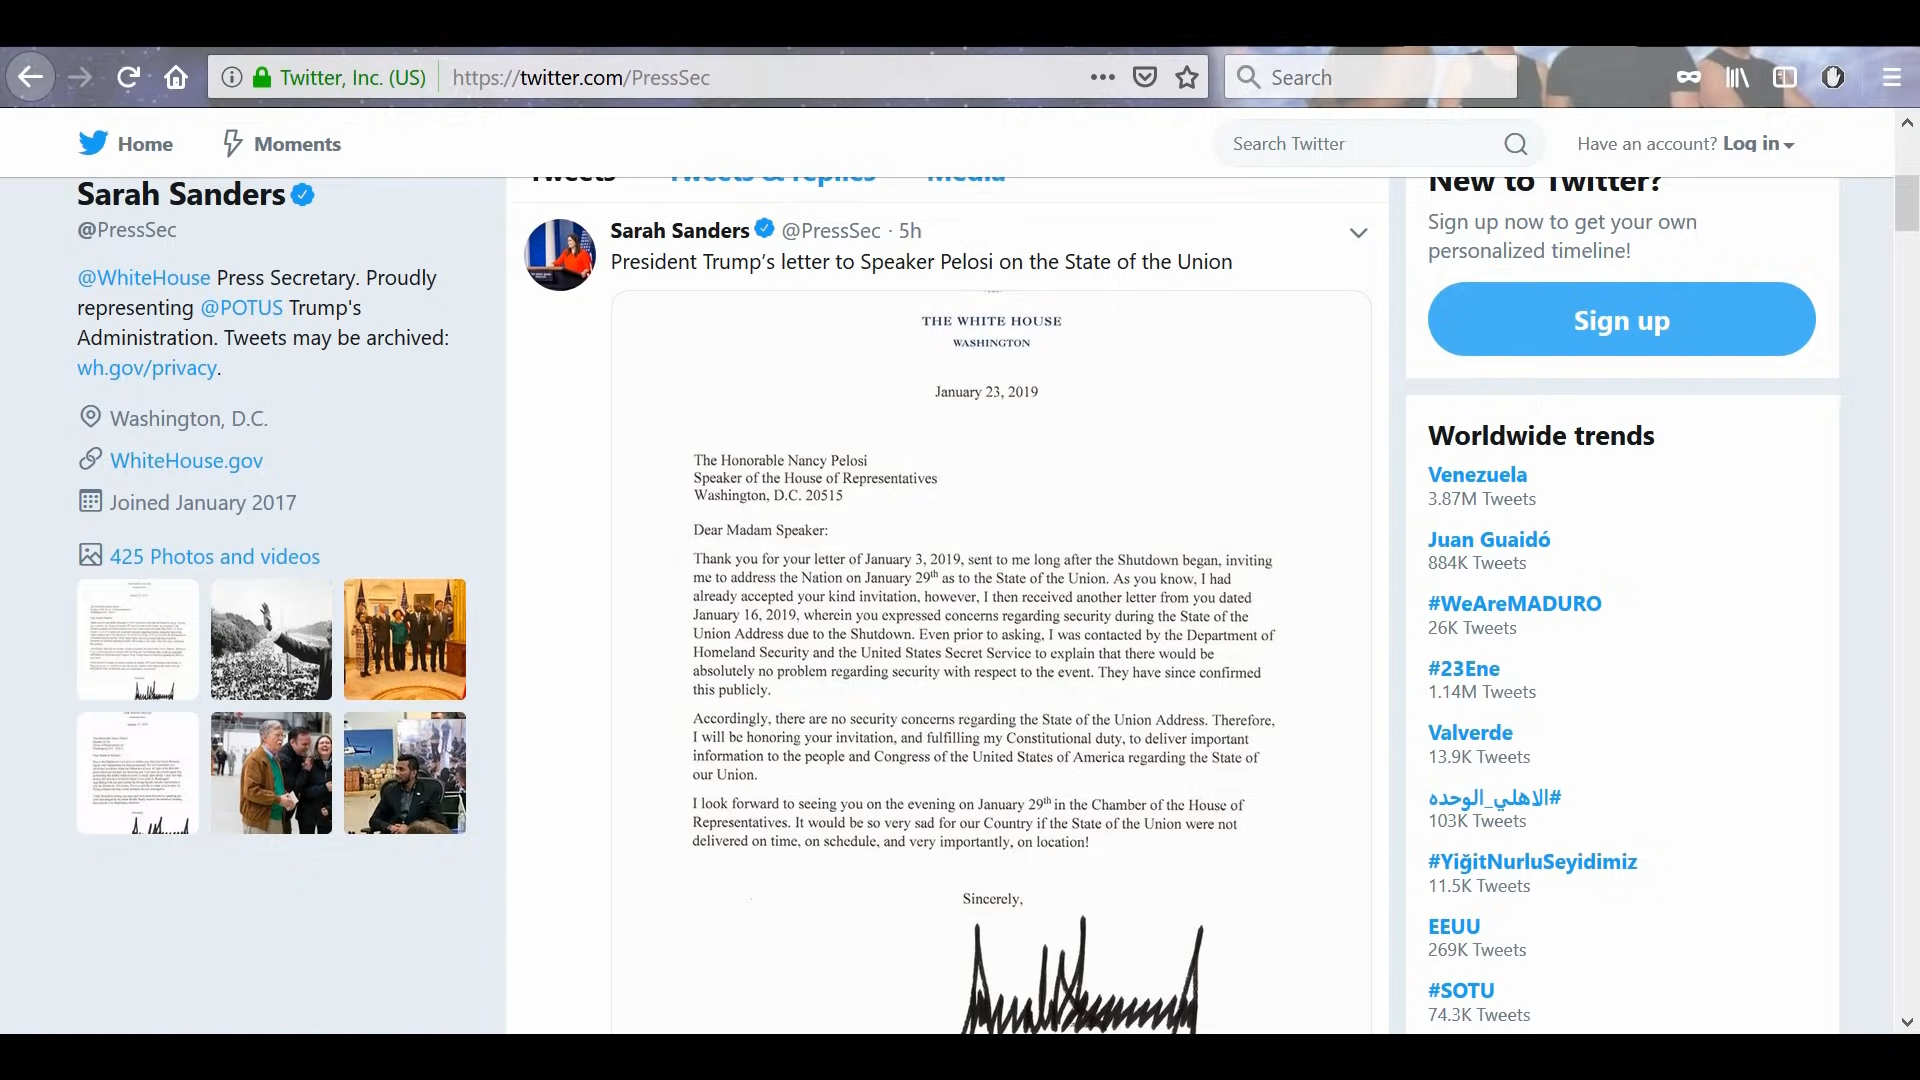 Twitter, Inc. (US)
https://twitter.com/PressSec
Search
Home
Moments
Search Twitter
Have an account? Log in
Sarah Sanders
@PressSec
@WhiteHouse Press Secretary. Proudly
representing @POTUS Trump's
Administration. Tweets may be archived:
wh.gov/privacy.
Washington, D.C.
WhiteHouse.gov
Joined January 2017
425 Photos and videos
Tweets
Tweets & replies
Media
Sarah Sanders @PressSec · 5h
President Trump’s letter to Speaker Pelosi on the State of the Union
THE WHITE HOUSE
WASHINGTON
January 23, 2019
The Honorable Nancy Pelosi
Speaker of the House of Representatives
Washington, D.C. 20515
Dear Madam Speaker:
Thank you for your letter of January 3, 2019, sent to me long after the Shutdown began, inviting
me to address the Nation on January 29th as to the State of the Union. As you know, I had
already accepted your kind invitation, however, I then received another letter from you dated
January 16, 2019, wherein you expressed concerns regarding security during the State of the
Union Address due to the Shutdown. Even prior to asking, I was contacted by the Department of
Homeland Security and the United States Secret Service to explain that there would be
absolutely no problem regarding security with respect to the event. They have since confirmed
this publicly.
Accordingly, there are no security concerns regarding the State of the Union Address. Therefore,
I will be honoring your invitation, and fulfilling my Constitutional duty, to deliver important
information to the people and Congress of the United States of America regarding the State of
our Union.
I look forward to seeing you on the evening on January 29th in the Chamber of the House of
Representatives. It would be so very sad for our Country if the State of the Union were not
delivered on time, on schedule, and very importantly, on location!
Sincerely,
New to Twitter?
Sign up now to get your own
personalized timeline!
Sign up
Worldwide trends
Venezuela
3.87M Tweets
Juan Guaidó
884K Tweets
#WeAreMADURO
26K Tweets
#23Ene
1.14M Tweets
Valverde
13.9K Tweets
#الاهلي_الوحده
103K Tweets
#YiğitNurluSeyidimiz
11.5K Tweets
EEUU
269K Tweets
#SOTU
74.3K Tweets